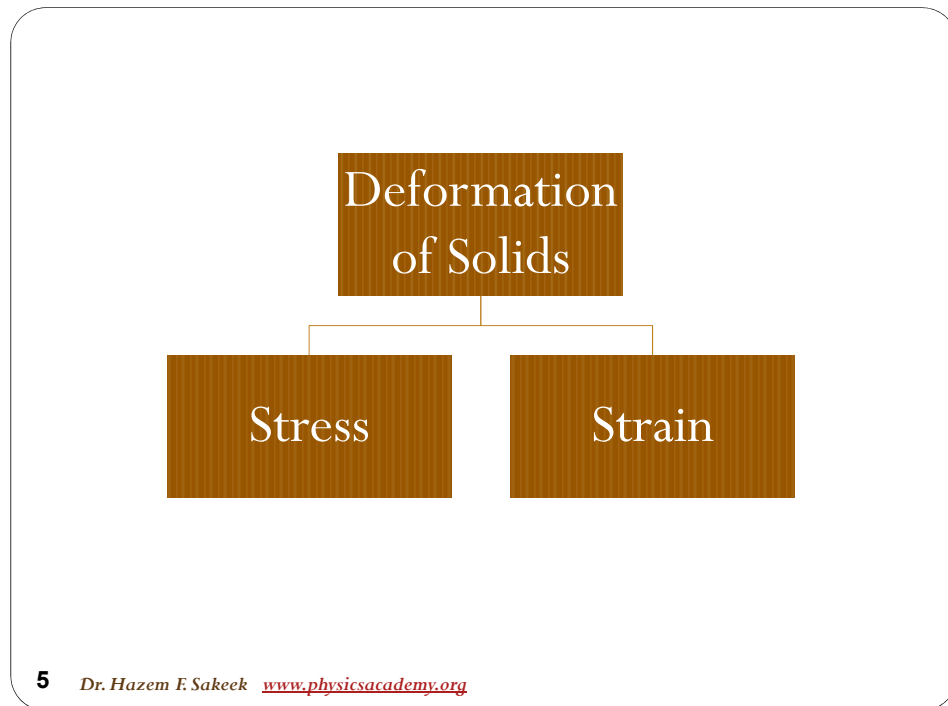 Deformation
of Solids
Stress
Strain
5 Dr. Hazem F. Sakeek www.physicsacademy.org